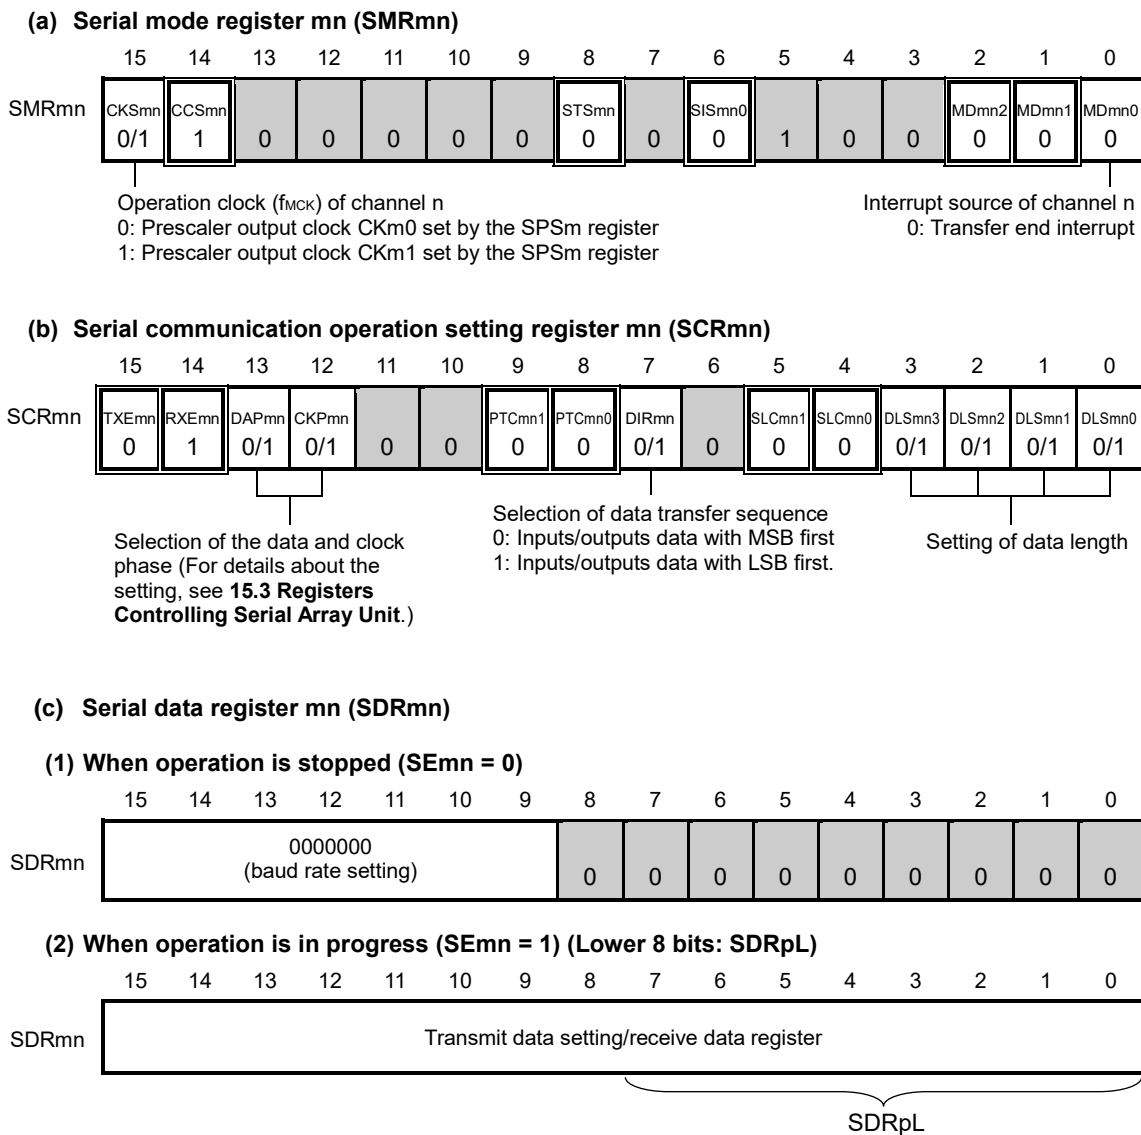 (a) Serial mode register mn (SMRmn)
15 14 13 12 11 10 9 8 7 6 5 4 3 2 1 0
SMRmn CKSmn CCSmn STSmn SISmn0 MDmn2 MDmn1 MDmn0
0/1 1 0 0 0 0 0 0 0 0 1 0 0 0 0 0
Operation clock (fMCK) of channel n
0: Prescaler output clock CKm0 set by the SPSm register
1: Prescaler output clock CKm1 set by the SPSm register
Interrupt source of channel n
0: Transfer end interrupt
(b) Serial communication operation setting register mn (SCRmn)
15 14 13 12 11 10 9 8 7 6 5 4 3 2 1 0
SCRmn TXEmn RXEmn DAPmn CKPmn PTCmn1 PTCmn0 DIRmn SLCmn1 SLCmn0 DLSmn3 DLSmn2 DLSmn1 DLSmn0
0 1 0/1 0/1 0 0 0 0 0/1 0 0 0 0/1 0/1 0/1 0/1
Selection of the data and clock
phase (For details about the
setting, see 15.3 Registers
Controlling Serial Array Unit.)
Selection of data transfer sequence
0: Inputs/outputs data with MSB first
1: Inputs/outputs data with LSB first.
Setting of data length
(c) Serial data register mn (SDRmn)
(1) When operation is stopped (SEmn = 0)
15 14 13 12 11 10 9 8 7 6 5 4 3 2 1 0
SDRmn 0000000
(baud rate setting) 0 0 0 0 0 0 0 0 0
(2) When operation is in progress (SEmn = 1) (Lower 8 bits: SDRpL)
15 14 13 12 11 10 9 8 7 6 5 4 3 2 1 0
SDRmn Transmit data setting/receive data register
SDRpL